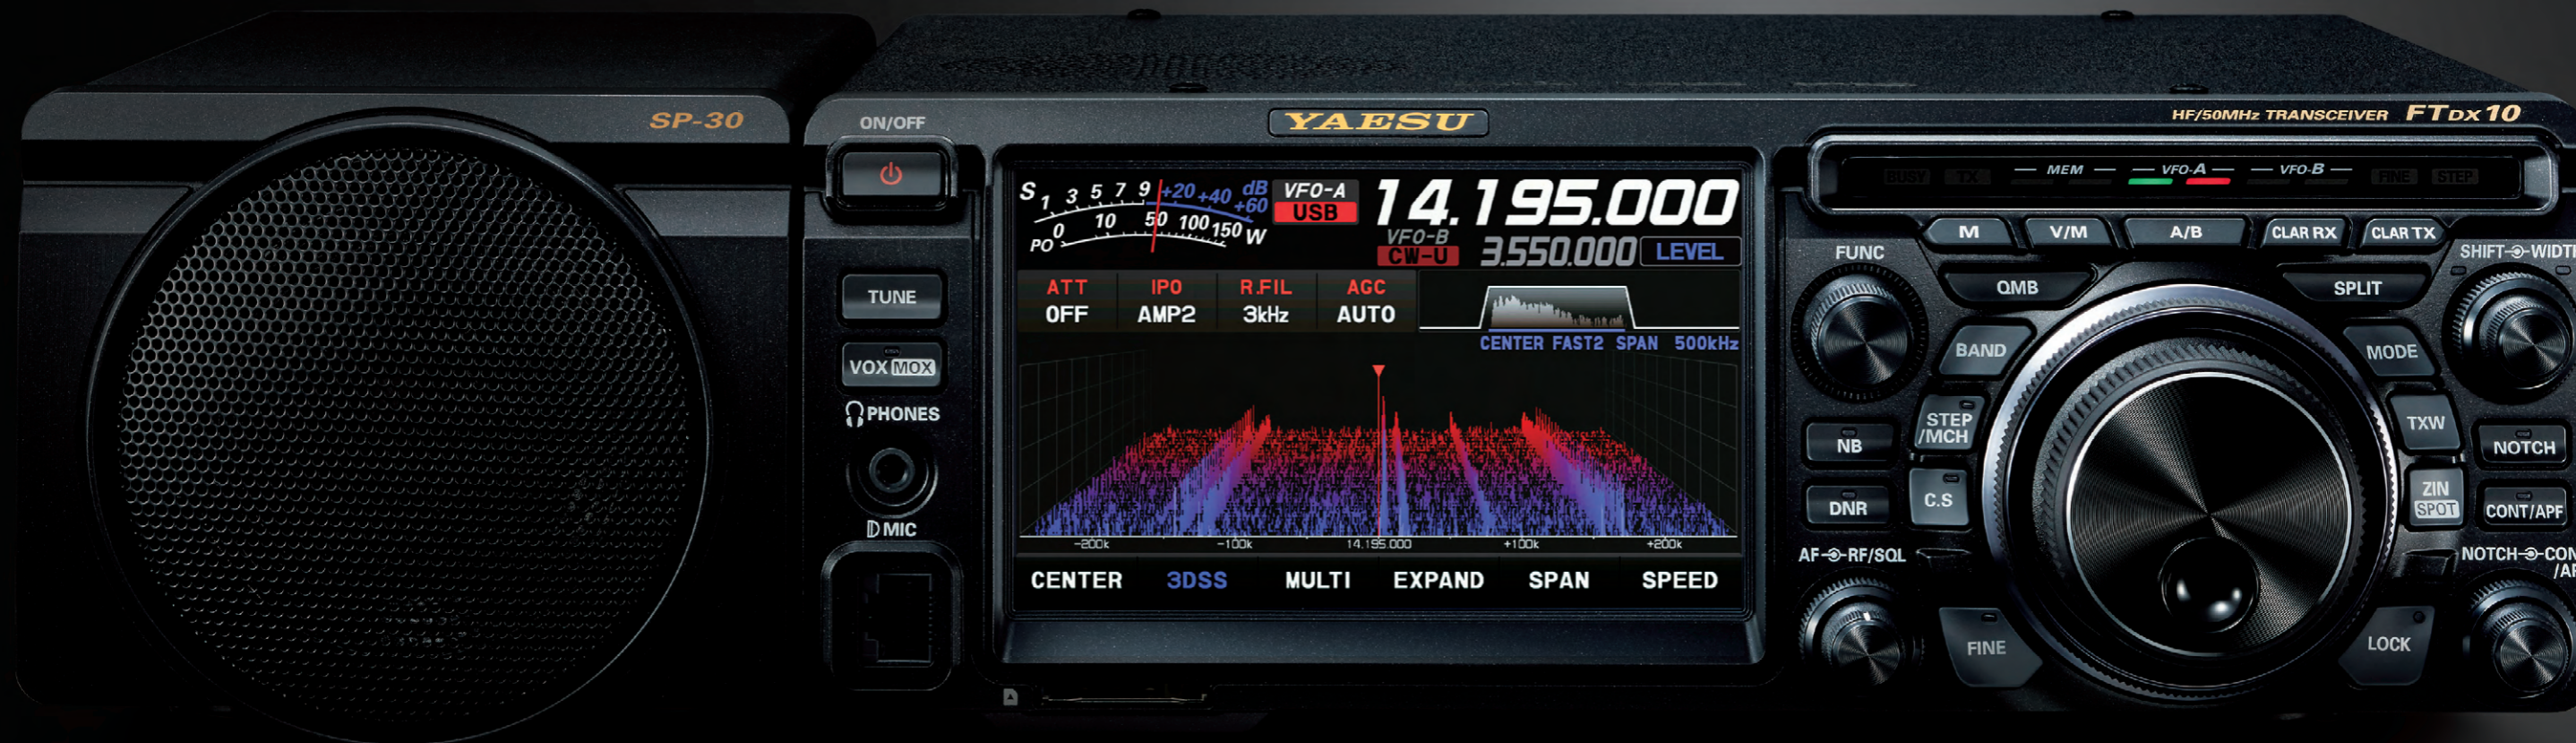 SP-30
ON/OFF
TUNE
VOX MOX
PHONES
MIC
YAESU
S 1 3 5 7 9 +20 +40 +60 dB
PO 0 10 50 100 150 W
VFO-A
USB
14.195.000
VFO-B
CW-U
3.550.000
LEVEL
ATT IPO R.FIL AGC
OFF AMP2 3kHz AUTO
CENTER FAST2 SPAN 500kHz
-200k -100k 14.195.000 +100k +200k
CENTER 3DSS MULTI EXPAND SPAN SPEED
HF/50MHz TRANSCEIVER FTDX10
BUSY TX MEM VFO-A VFO-B FINE STEP
M V/M A/B CLAR RX CLAR TX
FUNC
SHIFT WIDTH
QMB SPLIT
BAND MODE
STEP
/MCH
TXW
NB
NOTCH
C.S
ZIN
SPOT
DNR
CONT/APF
AF RF/SQL
NOTCH
FINE
LOCK